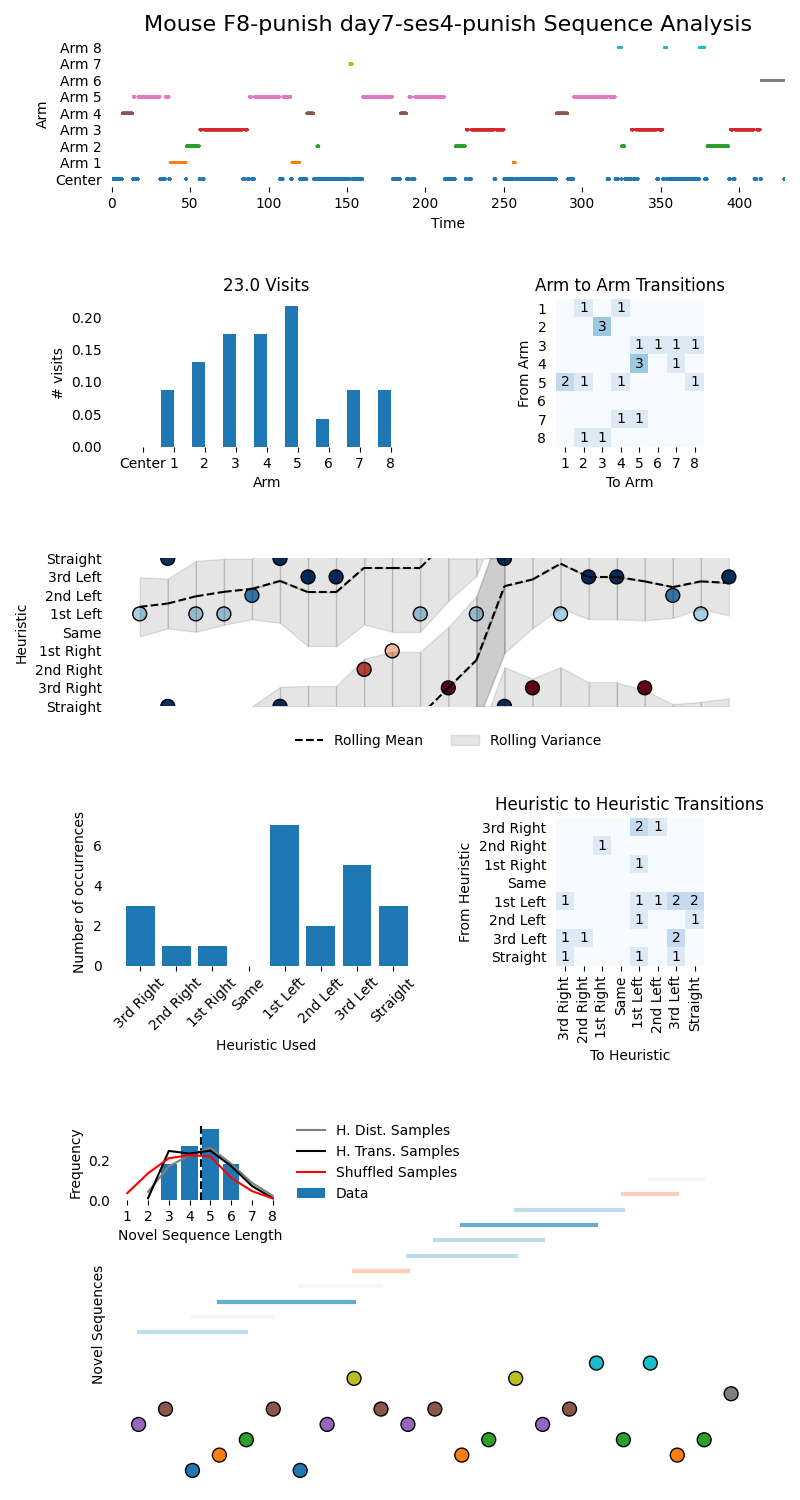 Mouse F8-punish day7-ses4-punish Sequence Analysis
Arm 8
Arm 7
Arm 6
Arm 5
Arm 4
Arm 3
Arm 2
Arm 1
Center
Arm
0 50 100 150 200 250 300 350 400
Time
23.0 Visits
0.20
0.15
0.10
0.05
0.00
# visits
Center 1 2 3 4 5 6 7 8
Arm
Arm to Arm Transitions
1 1 1
2 3
3 1 1 1 1
4 3 1
5 2 1 1 1
6
7 1 1
8 1 1
From Arm
1 2 3 4 5 6 7 8
To Arm
Straight
3rd Left
2nd Left
1st Left
Same
1st Right
2nd Right
3rd Right
Straight
Heuristic
Rolling Mean Rolling Variance
Number of occurrences
6
4
2
0
3rd Right 2nd Right 1st Right Same 1st Left 2nd Left 3rd Left Straight
Heuristic Used
Heuristic to Heuristic Transitions
3rd Right 2 1
2nd Right 1
1st Right 1
Same
1st Left 1 1 1 2 2
2nd Left 1 1
3rd Left 1 1 2
Straight 1 1 1
From Heuristic
3rd Right 2nd Right 1st Right Same 1st Left 2nd Left 3rd Left Straight
To Heuristic
Frequency
0.2
0.0
1 2 3 4 5 6 7 8
Novel Sequence Length
H. Dist. Samples
H. Trans. Samples
Shuffled Samples
Data
Novel Sequences